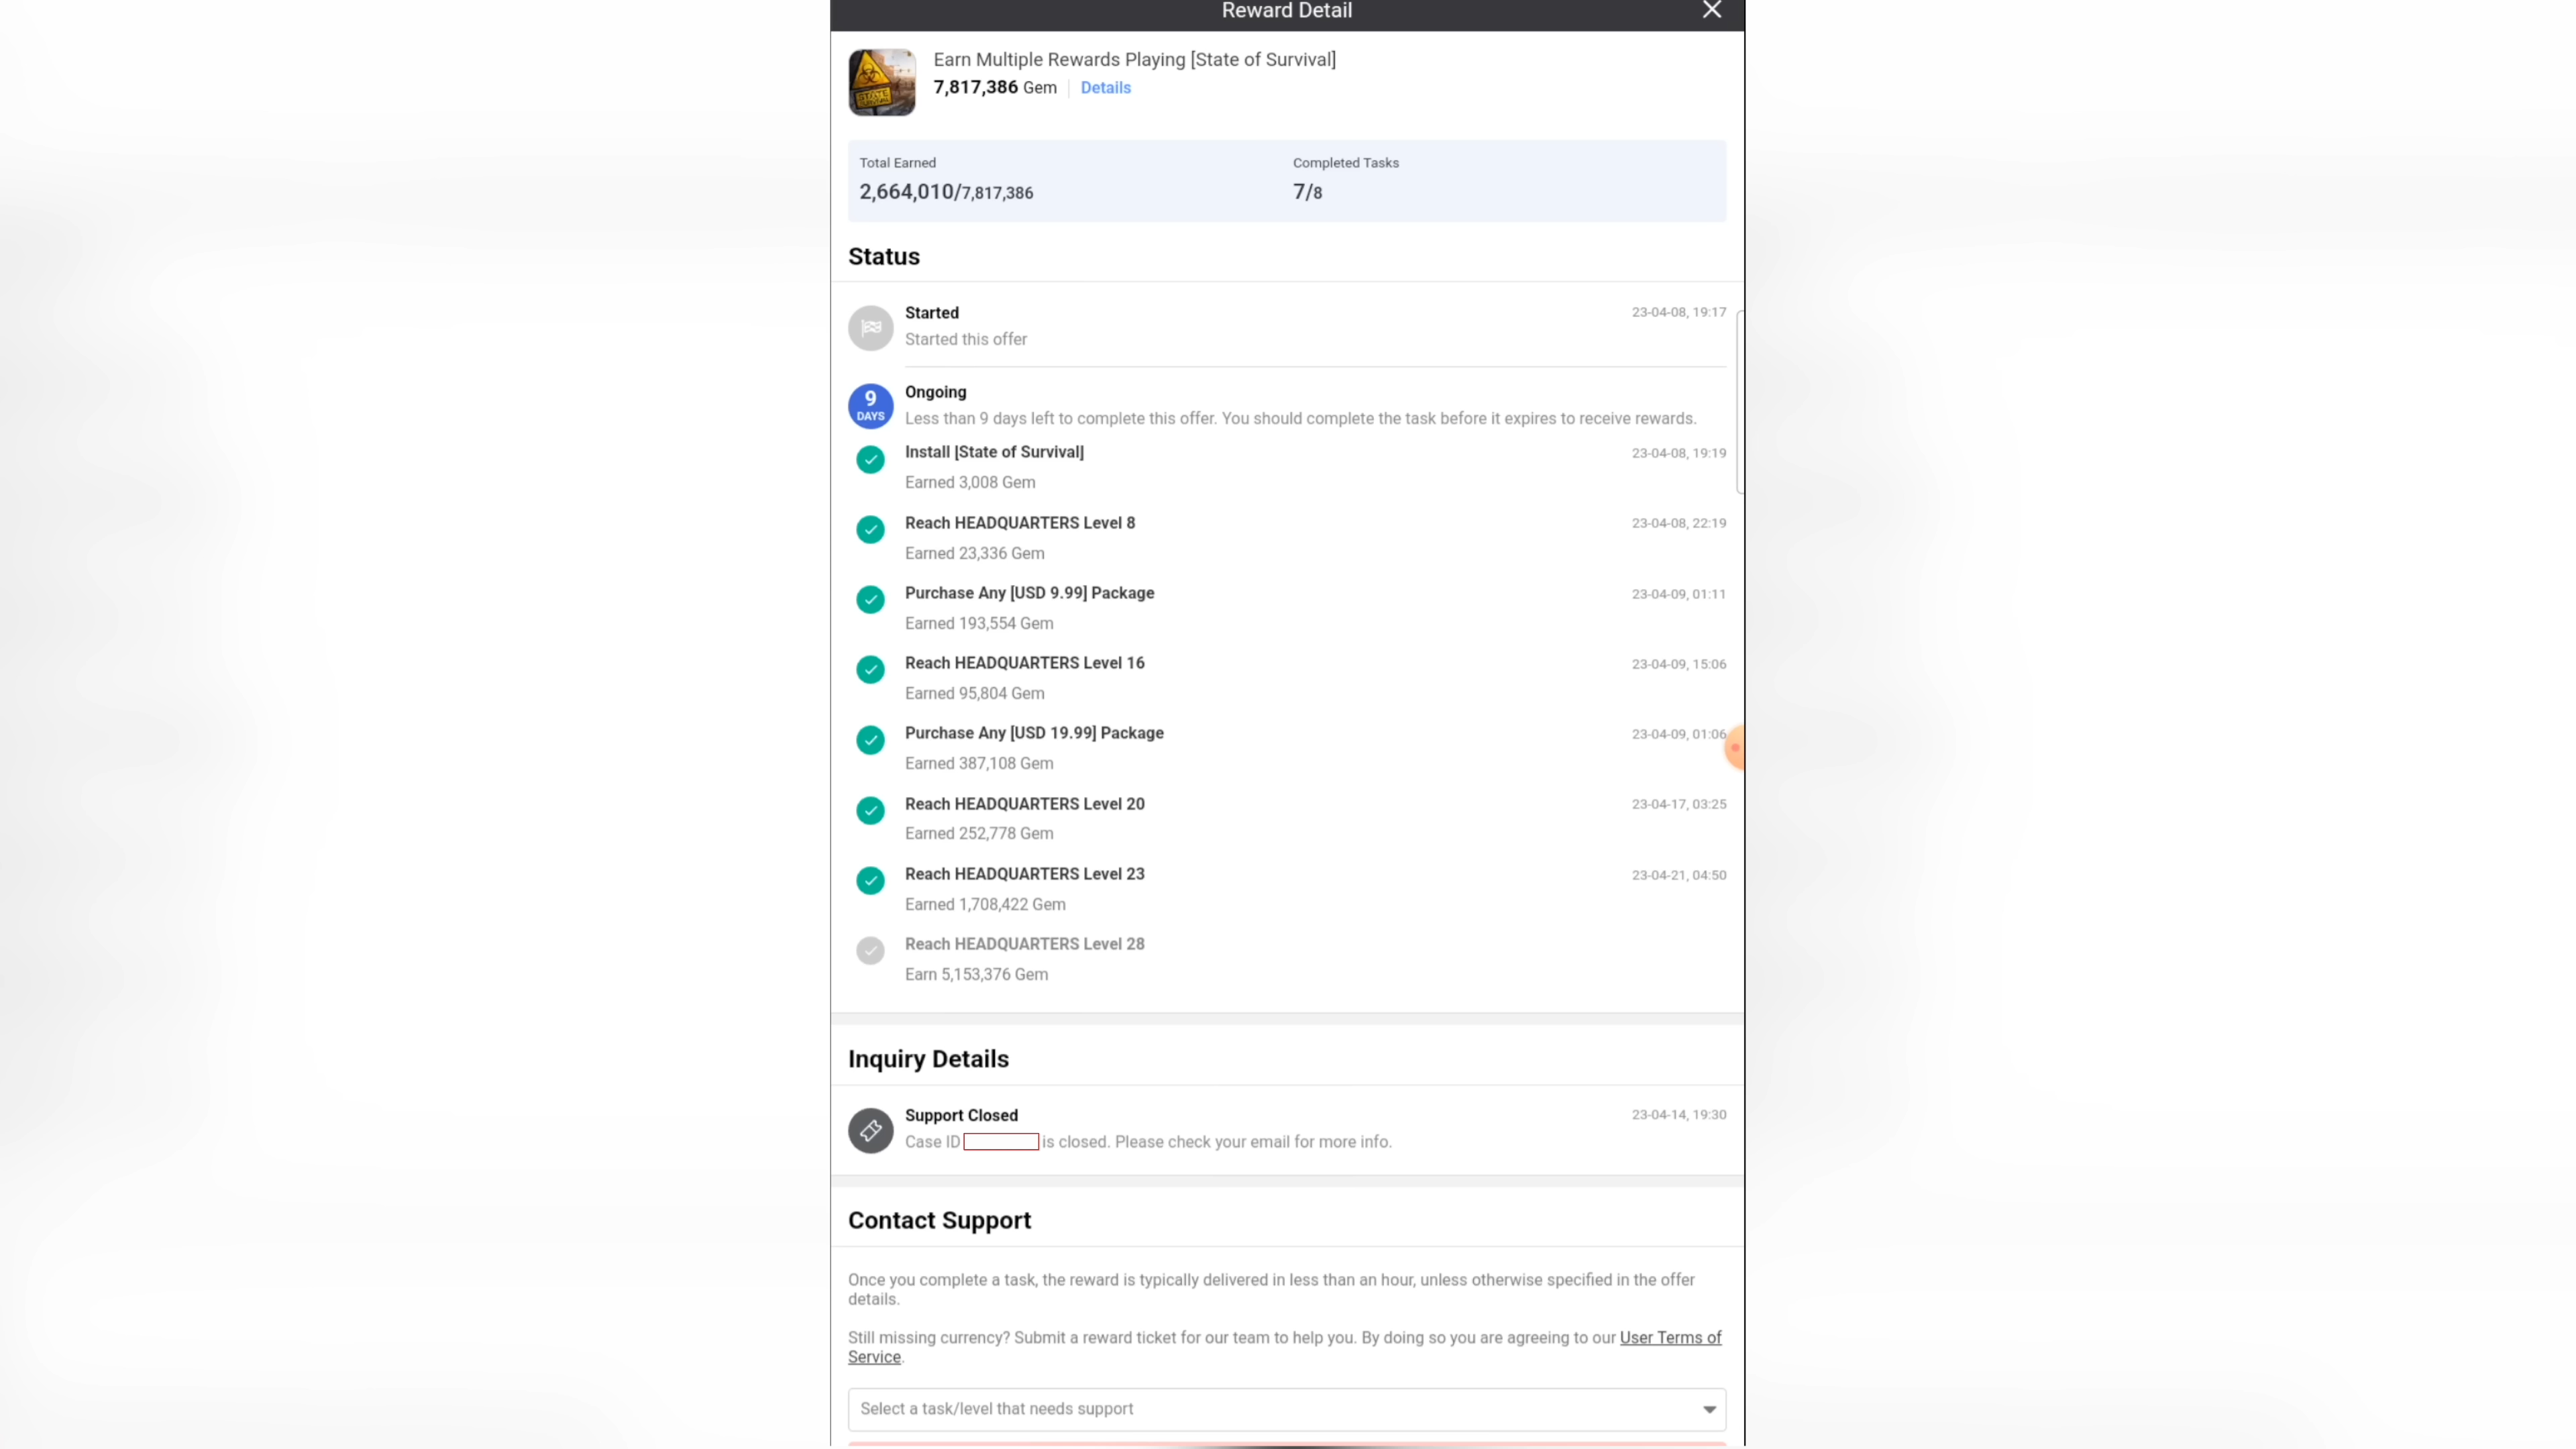 Reward Detail
Earn Multiple Rewards Playing [State of Survival]
7,817,386 Gem
Details
Total Earned
Completed Tasks
2,664,010/7,817,386
7/8
Status
Started
23-04-08, 19:17
Started this offer
9
DAYS
Ongoing
Less than 9 days left to complete this offer. You should complete the task before it expires to receive rewards.
Install [State of Survival]
23-04-08, 19:19
Earned 3,008 Gem
Reach HEADQUARTERS Level 8
23-04-08, 22:19
Earned 23,336 Gem
Purchase Any [USD 9.99] Package
23-04-09, 01:11
Earned 193,554 Gem
Reach HEADQUARTERS Level 16
23-04-09, 15:06
Earned 95,804 Gem
Purchase Any [USD 19.99] Package
23-04-09, 01:06
Earned 387,108 Gem
Reach HEADQUARTERS Level 20
23-04-17, 03:25
Earned 252,778 Gem
Reach HEADQUARTERS Level 23
23-04-21, 04:50
Earned 1,708,422 Gem
Reach HEADQUARTERS Level 28
Earn 5,153,376 Gem
Inquiry Details
Support Closed
23-04-14, 19:30
Case ID is closed. Please check your email for more info.
Contact Support
Once you complete a task, the reward is typically delivered in less than an hour, unless otherwise specified in the offer
details.
Still missing currency? Submit a reward ticket for our team to help you. By doing so you are agreeing to our User Terms of
Service.
Select a task/level that needs support